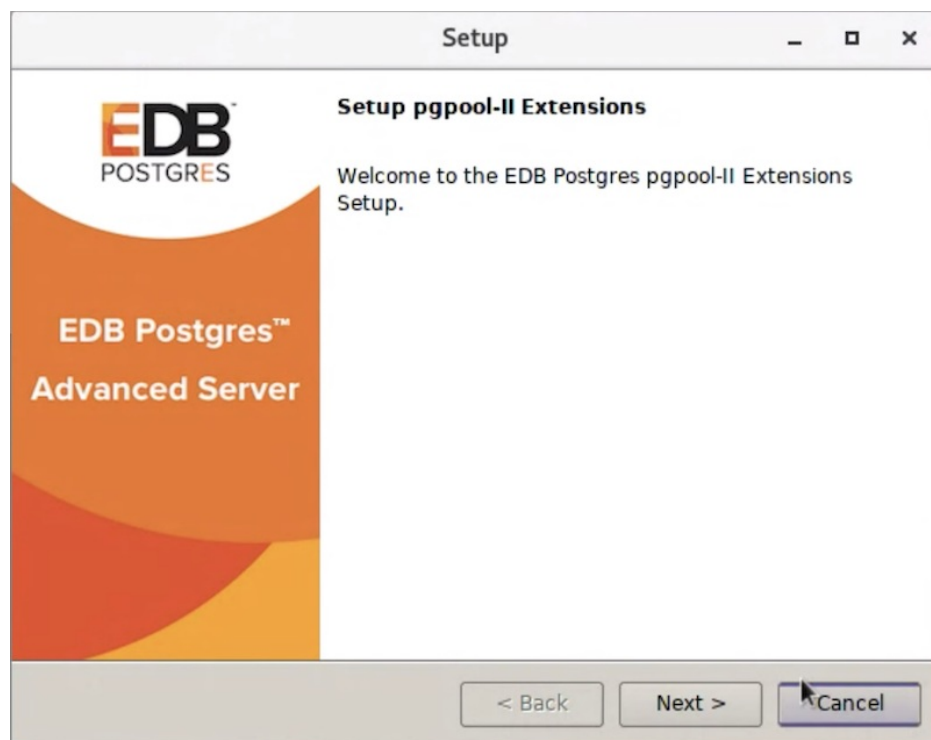 Setup
EDB™
POSTGRES
Setup pgpool-II Extensions
Welcome to the EDB Postgres pgpool-II Extensions
Setup.
EDB Postgres™
Advanced Server
< Back
Next >
Cancel